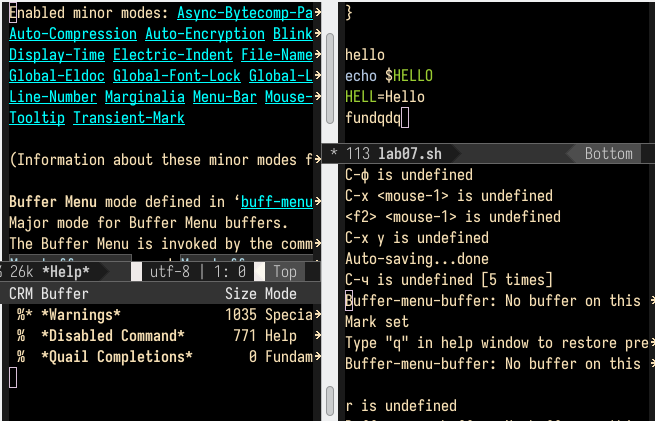 Enabled minor modes: Async-Bytecomp-Pa
Auto-Compression Auto-Encryption Blink
Display-Time Electric-Indent File-Name
Global-Eldoc Global-Font-Lock Global-L
Line-Number Marginalia Menu-Bar Mouse-
Tooltip Transient-Mark
(Information about these minor modes f
Buffer Menu mode defined in ‘buff-menu
Major mode for Buffer Menu buffers.
The Buffer Menu is invoked by the comm
% 26k *Help* utf-8 | 1: 0 Top
CRM Buffer Size Mode
%* *Warnings* 1035 Specia
% *Disabled Command* 771 Help
% *Quail Completions* 0 Fundam
}
hello
echo $HELLO
HELL=Hello
fundqdq
* 113 lab07.sh Bottom
C-ф is undefined
C-x <mouse-1> is undefined
<f2> <mouse-1> is undefined
C-x y is undefined
Auto-saving...done
C-ч is undefined [5 times]
Buffer-menu-buffer: No buffer on this
Mark set
Type "q" in help window to restore pre
Buffer-menu-buffer: No buffer on this
r is undefined